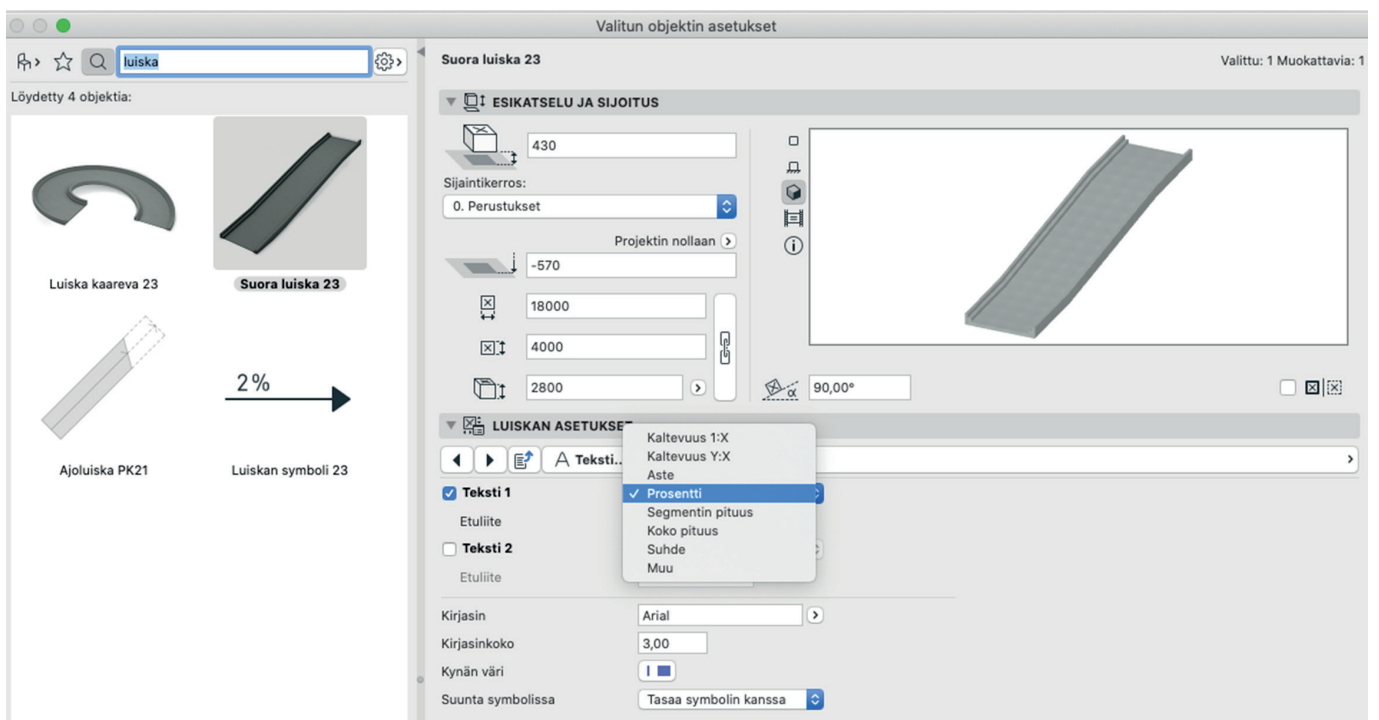 Valitun objektin asetukset
luiska
Löydetty 4 objektia:
Luiska kaareva 23
Suora luiska 23
2%
Ajoluiska PK21
Luiskan symboli 23
Suora luiska 23
Valittu: 1 Muokattavia: 1
ESIKATSELU JA SIJOITUS
430
Sijaintikerros:
0. Perustukset
Projektin nollaan
-570
18000
4000
2800
α
90,00°
LUISKAN ASETUKSET
A Teksti...
Kaltevuus 1:X
Kaltevuus Y:X
Aste
✓ Prosentti
Segmentin pituus
Koko pituus
Suhde
Muu
Teksti 1
Etuliite
Teksti 2
Etuliite
Kirjasin
Arial
Kirjasinkoko
3,00
Kynän väri
Suunta symbolissa
Tasaa symbolin kanssa